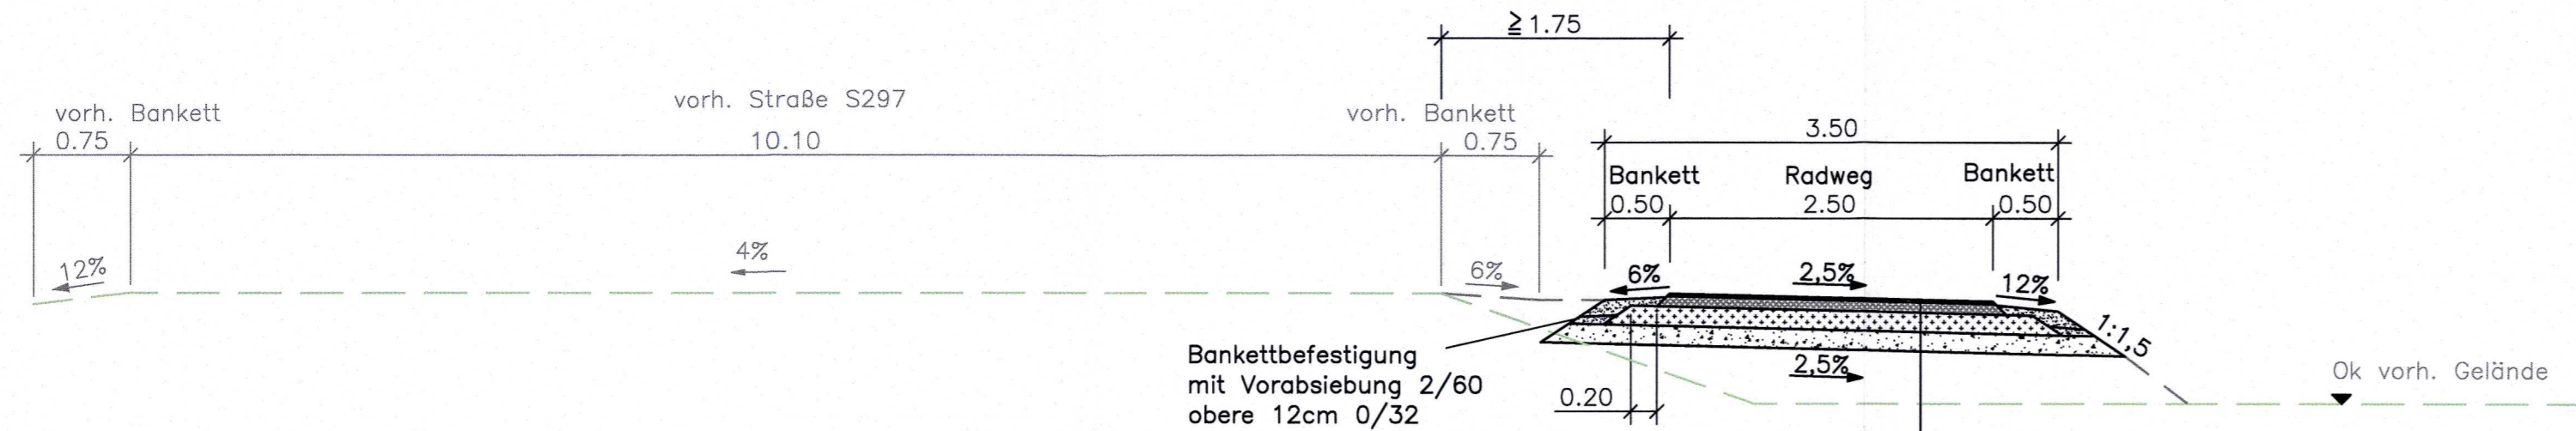 ≧1.75
vorh. Straße S297
vorh. Bankett
vorh. Bankett
0.75
10.10
0.75
3.50
Bankett
Radweg
Bankett
0.50
2.50
0.50
12%
4%
6%
6%
2,5%
12%
1:1,5
Bankettbefestigung
mit Vorabsiebung 2/60
obere 12cm 0/32
2,5%
0.20
Ok vorh. Gelände